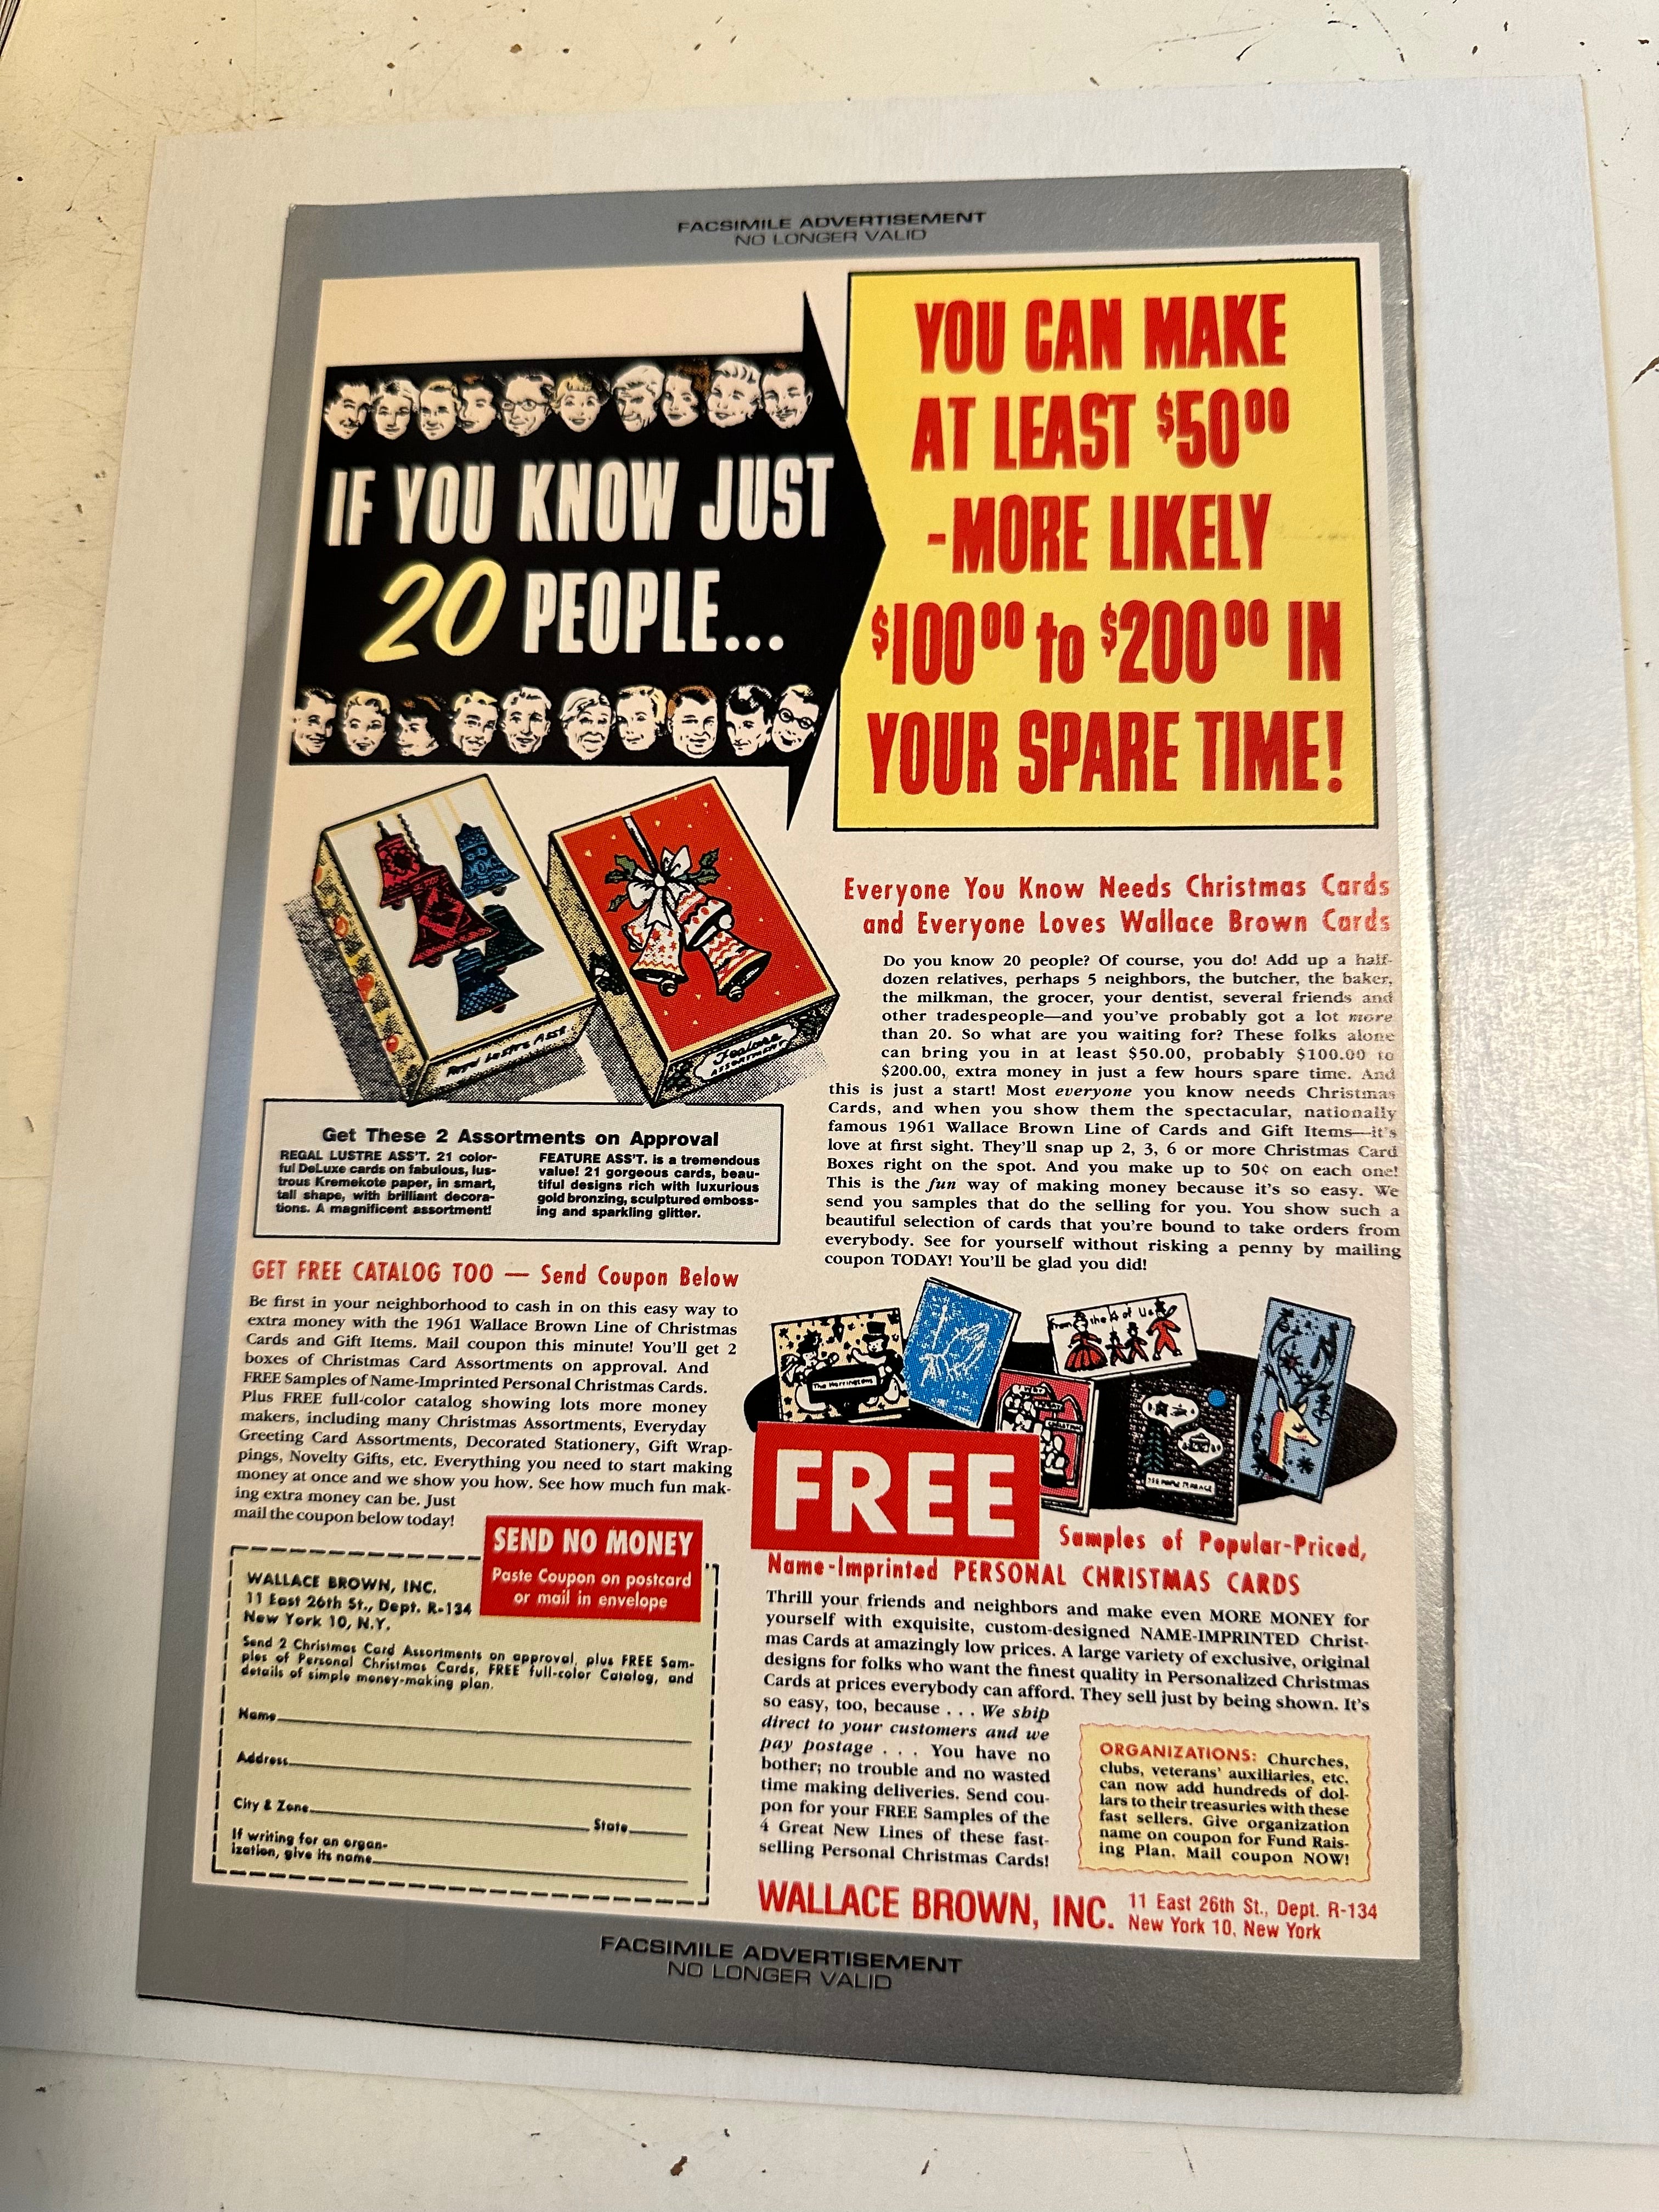 FACSIMILE ADVERTISEMENT
NO LONGER VALID
IF YOU KNOW JUST
20 PEOPLE...
YOU CAN MAKE
AT LEAST $50⁰⁰
-MORE LIKELY
$100⁰⁰ to $200⁰⁰ IN
YOUR SPARE TIME!
Regal Lustre Asst.
Feature
ASSORTMENT
Get These 2 Assortments on Approval
REGAL LUSTRE ASS'T. 21 color-
ful DeLuxe cards on fabulous, lus-
trous Kremekote paper, in smart,
tall shape, with brilliant decora-
tions. A magnificent assortment!
FEATURE ASS'T. is a tremendous
value! 21 gorgeous cards, beau-
tiful designs rich with luxurious
gold bronzing, sculptured emboss-
ing and sparkling glitter.
Everyone You Know Needs Christmas Cards
and Everyone Loves Wallace Brown Cards
Do you know 20 people? Of course, you do! Add up a half-
dozen relatives, perhaps 5 neighbors, the butcher, the baker,
the milkman, the grocer, your dentist, several friends and
other tradespeople—and you've probably got a lot more
than 20. So what are you waiting for? These folks alone
can bring you in at least $50.00, probably $100.00 to
$200.00, extra money in just a few hours spare time. And
this is just a start! Most everyone you know needs Christmas
Cards, and when you show them the spectacular, nationally
famous 1961 Wallace Brown Line of Cards and Gift Items—it's
love at first sight. They'll snap up 2, 3, 6 or more Christmas Card
Boxes right on the spot. And you make up to 50¢ on each one!
This is the fun way of making money because it's so easy. We
send you samples that do the selling for you. You show such a
beautiful selection of cards that you're bound to take orders from
everybody. See for yourself without risking a penny by mailing
coupon TODAY! You'll be glad you did!
GET FREE CATALOG TOO — Send Coupon Below
Be first in your neighborhood to cash in on this easy way to
extra money with the 1961 Wallace Brown Line of Christmas
Cards and Gift Items. Mail coupon this minute! You'll get 2
boxes of Christmas Card Assortments on approval. And
FREE Samples of Name-Imprinted Personal Christmas Cards.
Plus FREE full-color catalog showing lots more money
makers, including many Christmas Assortments, Everyday
Greeting Card Assortments, Decorated Stationery, Gift Wrap-
pings, Novelty Gifts, etc. Everything you need to start making
money at once and we show you how. See how much fun mak-
ing extra money can be. Just
mail the coupon below today!
SEND NO MONEY
Paste Coupon on postcard
or mail in envelope
WALLACE BROWN, INC.
11 East 26th St., Dept. R-134
New York 10, N.Y.
Send 2 Christmas Card Assortments on approval, plus FREE Sam-
ples of Personal Christmas Cards, FREE full-color Catalog, and
details of simple money-making plan.
Name
Address
City & Zone State
If writing for an organ-
ization, give its name
The Harringtons
From the 4 of Us
FREE
Samples of Popular-Priced,
Name-Imprinted PERSONAL CHRISTMAS CARDS
Thrill your friends and neighbors and make even MORE MONEY for
yourself with exquisite, custom-designed NAME-IMPRINTED Christ-
mas Cards at amazingly low prices. A large variety of exclusive, original
designs for folks who want the finest quality in Personalized Christmas
Cards at prices everybody can afford. They sell just by being shown. It's
so easy, too, because . . . We ship
direct to your customers and we
pay postage . . . You have no
bother; no trouble and no wasted
time making deliveries. Send cou-
pon for your FREE Samples of the
4 Great New Lines of these fast-
selling Personal Christmas Cards!
ORGANIZATIONS: Churches,
clubs, veterans' auxiliaries, etc.
can now add hundreds of dol-
lars to their treasuries with these
fast sellers. Give organization
name on coupon for Fund Rais-
ing Plan. Mail coupon NOW!
WALLACE BROWN, INC. 11 East 26th St., Dept. R-134
New York 10, New York
FACSIMILE ADVERTISEMENT
NO LONGER VALID